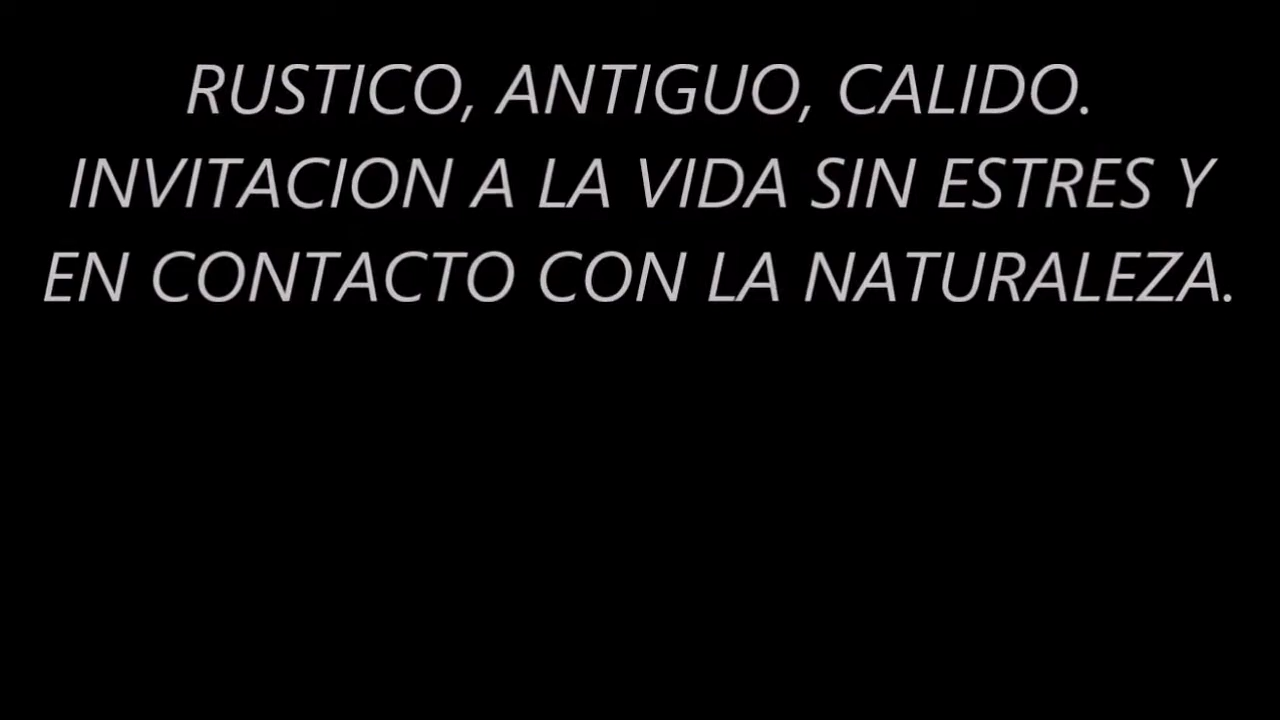 RUSTICO, ANTIGUO, CALIDO.
INVITACION A LA VIDA SIN ESTRES Y
EN CONTACTO CON LA NATURALEZA.